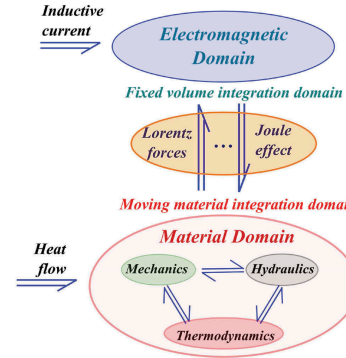 Inductive
current
Electromagnetic
Domain
Fixed volume integration domain
Lorentz
forces
...
Joule
effect
Moving material integration domai
Material Domain
Heat
flow
Mechanics
Hydraulics
Thermodynamics